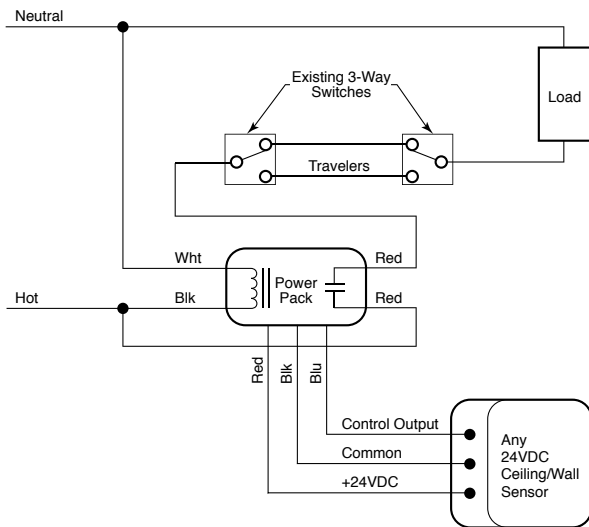 Neutral
Existing 3-Way
Switches
Load
Travelers
Wht
Red
Power
Pack
Hot
Blk
Red
Red
Blk
Blu
Control Output
Common
+24VDC
Any
24VDC
Ceiling/Wall
Sensor